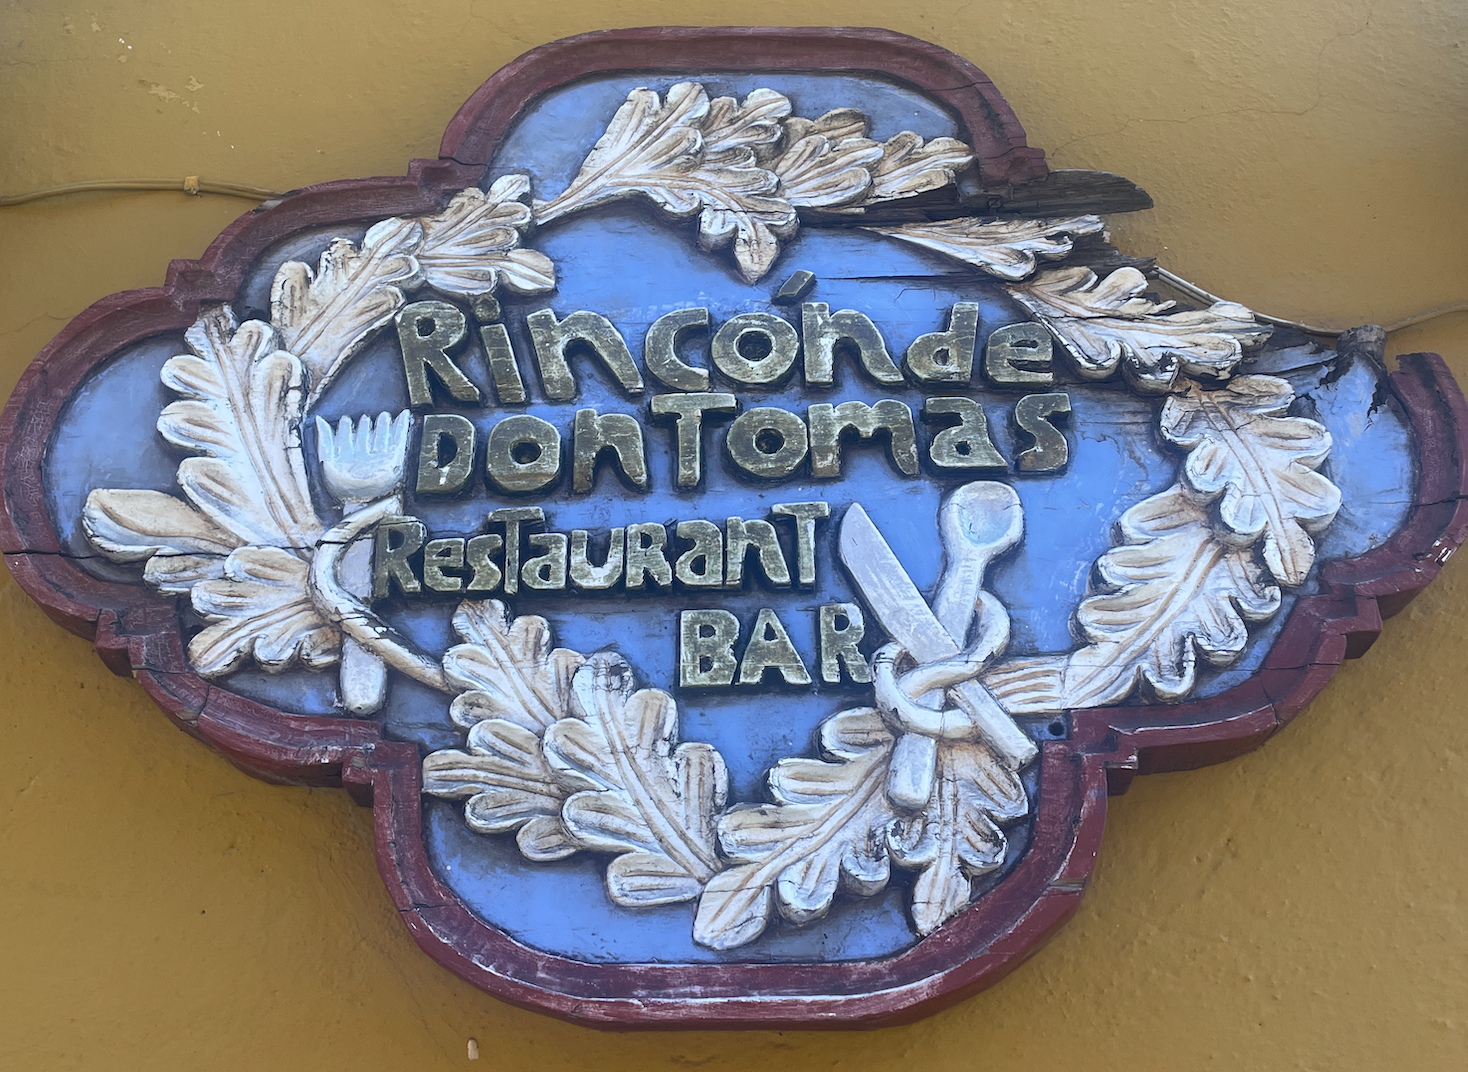 Rincón de
Don Tomas
Restaurant
BAR